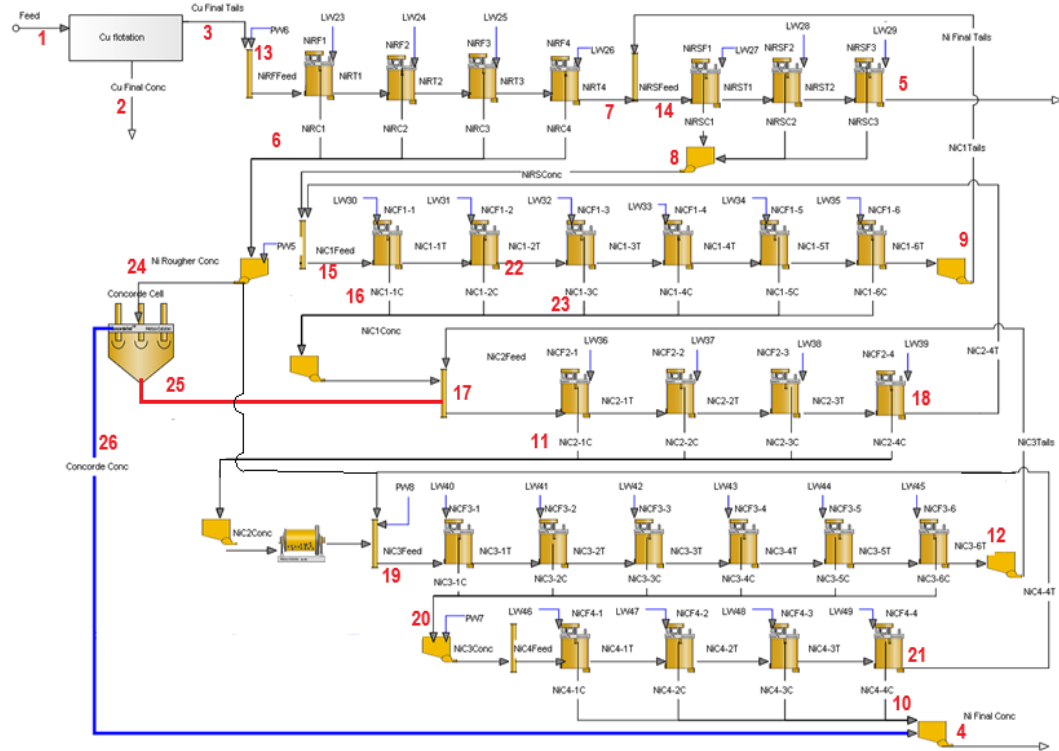 Cu Final Tails
Feed
1
Cu flotation
3
13
PW6
LW23
LW24
LW25
LW26
NiRF1
NiRF2
NiRF3
NiRF4
NiRFFeed
NiRT1
NiRT2
NiRT3
NiRT4
7
LW27
LW28
LW29
NiRSF1
NiRSF2
NiRSF3
Ni Final Tails
5
NiRSFeed
14
NiRST1
NiRST2
Cu Final Conc
2
6
NiRC1
NiRC2
NiRC3
NiRC4
NiRSC1
NiRSC2
NiRSC3
8
NiRSConc
NiC1Tails
LW30
NiCF1-1
LW31
NiCF1-2
LW32
NiCF1-3
LW33
NiCF1-4
LW34
NiCF1-5
LW35
NiCF1-6
PW5
NiC1Feed
15
NiC1-1T
NiC1-2T
22
NiC1-3T
NiC1-4T
NiC1-5T
NiC1-6T
9
24
Ni Rougher Conc
16
NiC1-1C
NiC1-2C
23
NiC1-3C
NiC1-4C
NiC1-5C
NiC1-6C
Concorde Cell
NiC1Conc
NiC2Feed
NiCF2-1
LW36
NiCF2-2
LW37
NiCF2-3
LW38
NiCF2-4
LW39
NiC2-4T
25
17
NiC2-1T
NiC2-2T
NiC2-3T
18
26
11
NiC2-1C
NiC2-2C
NiC2-3C
NiC2-4C
NiC3Tails
Concorde Conc
PW8
LW40
NiCF3-1
LW41
NiCF3-2
LW42
NiCF3-3
LW43
NiCF3-4
LW44
NiCF3-5
LW45
NiCF3-6
NiC2Conc
NiC3Feed
19
NiC3-1T
NiC3-2T
NiC3-3T
NiC3-4T
NiC3-5T
NiC3-6T
12
NiC3-1C
NiC3-2C
NiC3-3C
NiC3-4C
NiC3-5C
NiC3-6C
NiC4-4T
20
PW7
LW46
NiCF4-1
LW47
NiCF4-2
LW48
NiCF4-3
LW49
NiCF4-4
NiC3Conc
NiC4Feed
NiC4-1T
NiC4-2T
NiC4-3T
21
NiC4-1C
NiC4-2C
NiC4-3C
NiC4-4C
10
Ni Final Conc
4